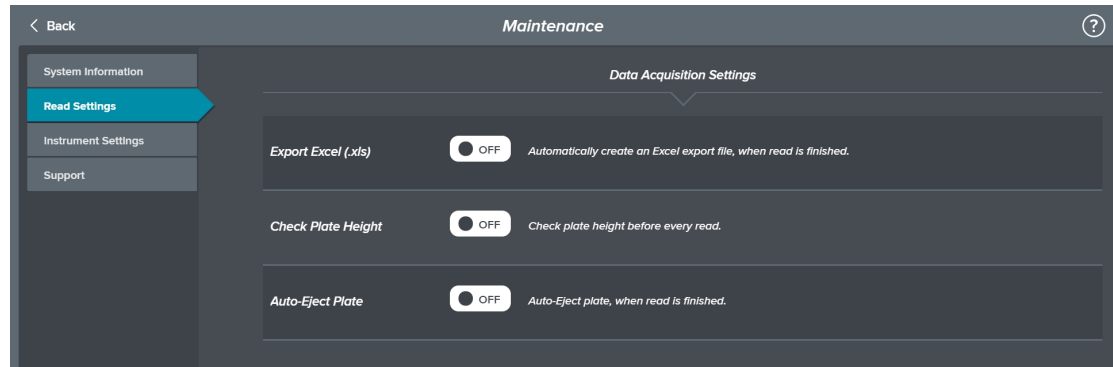 Back
Maintenance
?
System Information
Read Settings
Instrument Settings
Support
Data Acquisition Settings
Export Excel (.xls)
OFF
Automatically create an Excel export file, when read is finished.
Check Plate Height
OFF
Check plate height before every read.
Auto-Eject Plate
OFF
Auto-Eject plate, when read is finished.